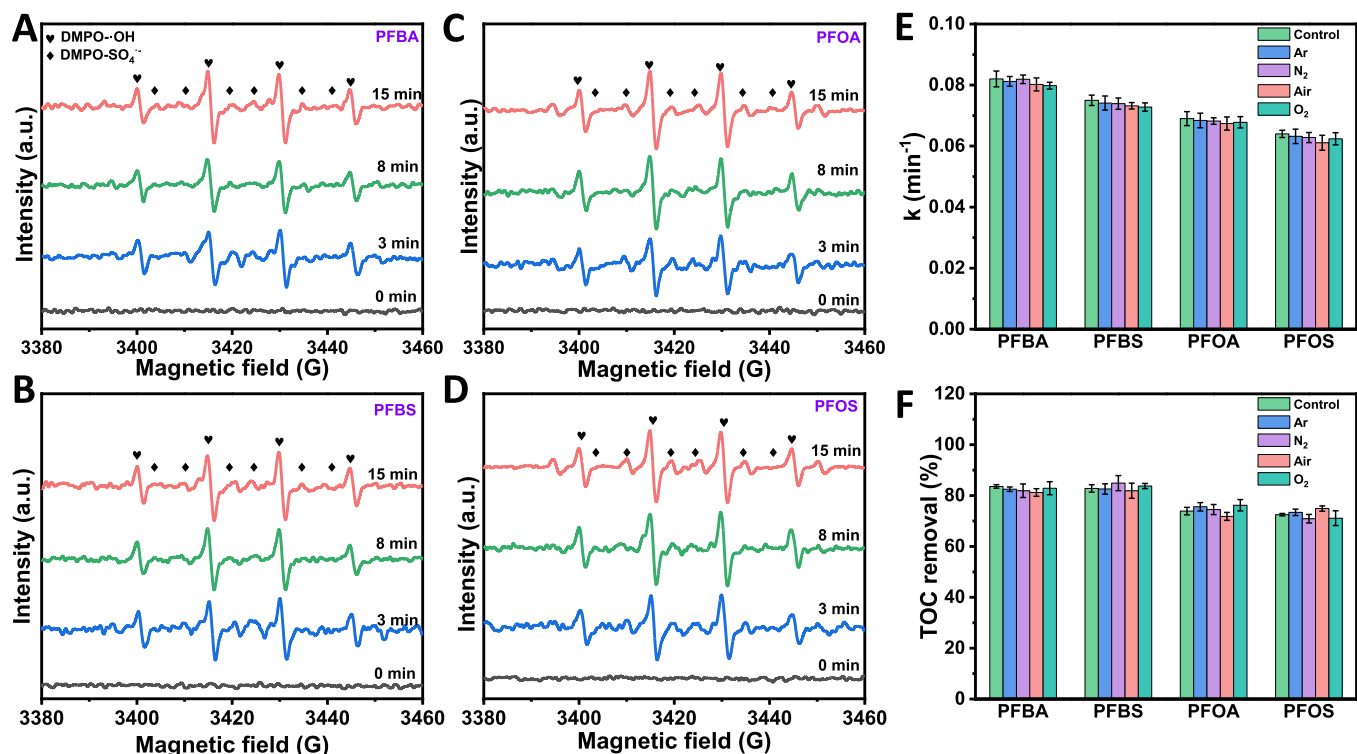 A
♥ DMPO-·OH
♦ DMPO-SO₄·⁻
PFBA
15 min
8 min
3 min
0 min
Intensity (a.u.)
3380 3400 3420 3440 3460
Magnetic field (G)
C
PFOA
15 min
8 min
3 min
0 min
Intensity (a.u.)
3380 3400 3420 3440 3460
Magnetic field (G)
E
Control
Ar
N₂
Air
O₂
k (min⁻¹)
0.10
0.08
0.06
0.04
0.02
0.00
PFBA PFBS PFOA PFOS
B
PFBS
15 min
8 min
3 min
0 min
Intensity (a.u.)
3380 3400 3420 3440 3460
Magnetic field (G)
D
PFOS
15 min
8 min
3 min
0 min
Intensity (a.u.)
3380 3400 3420 3440 3460
Magnetic field (G)
F
Control
Ar
N₂
Air
O₂
TOC removal (%)
120
100
80
60
40
20
0
PFBA PFBS PFOA PFOS